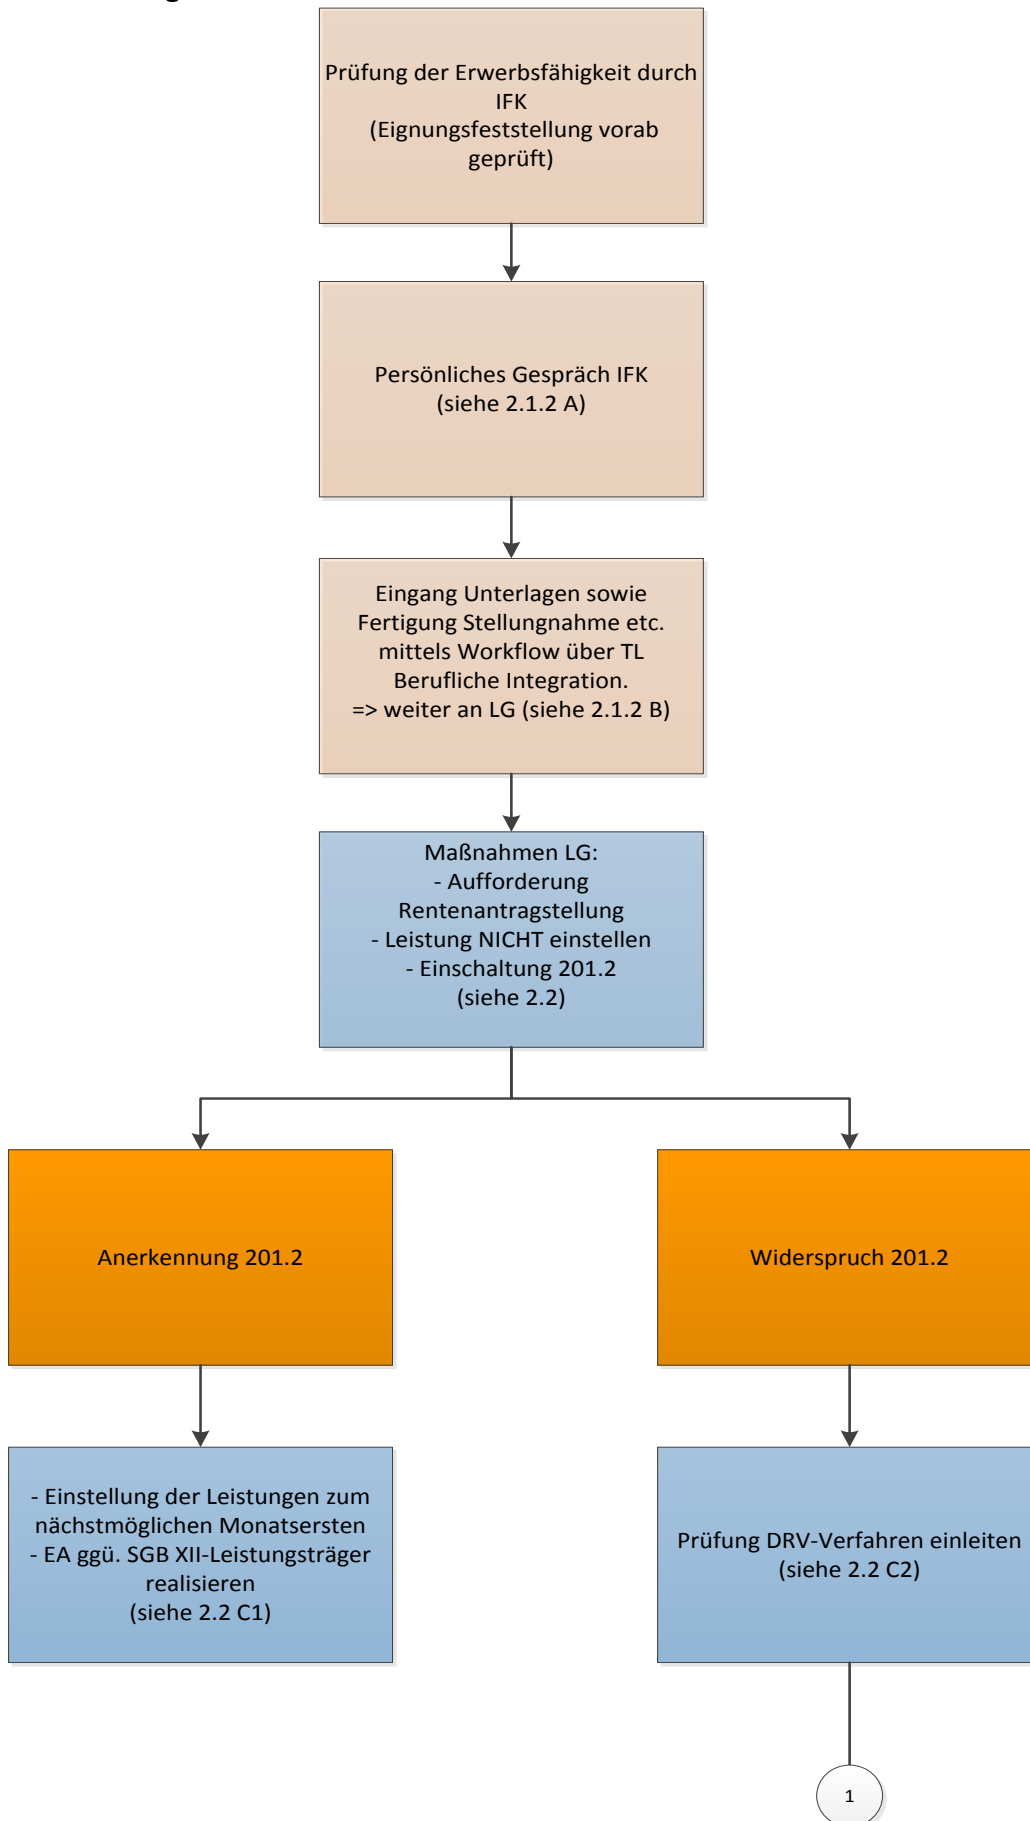 Prüfung der Erwerbsfähigkeit durch
IFK
(Eignungsfeststellung vorab
geprüft)
Persönliches Gespräch IFK
(siehe 2.1.2 A)
Eingang Unterlagen sowie
Fertigung Stellungnahme etc.
mittels Workflow über TL
Berufliche Integration.
=> weiter an LG (siehe 2.1.2 B)
Maßnahmen LG:
- Aufforderung
Rentenantragstellung
- Leistung NICHT einstellen
- Einschaltung 201.2
(siehe 2.2)
Anerkennung 201.2
Widerspruch 201.2
- Einstellung der Leistungen zum
nächstmöglichen Monatsersten
- EA ggü. SGB XII-Leistungsträger
realisieren
(siehe 2.2 C1)
Prüfung DRV-Verfahren einleiten
(siehe 2.2 C2)
1